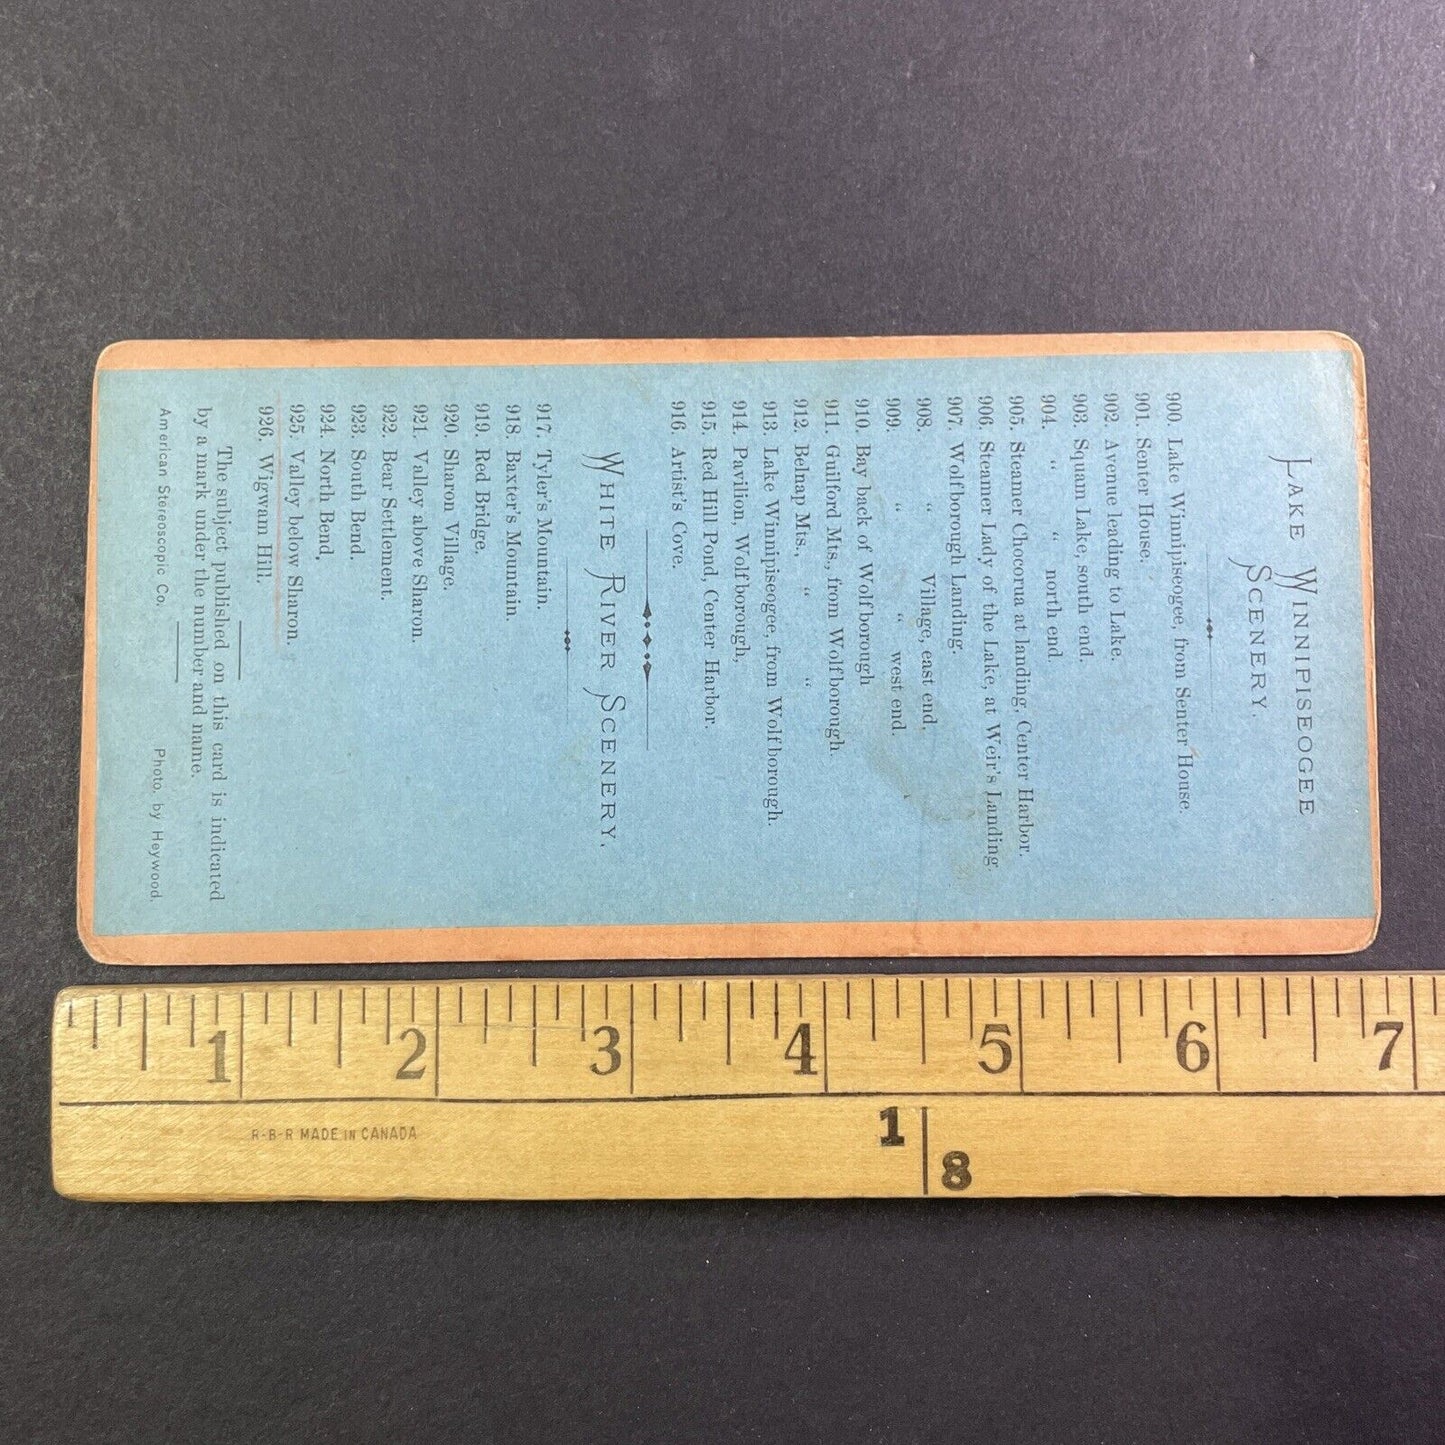 LAKE WINNIPISEOGEE
SCENERY.
900. Lake Winnipiseogee, from Senter House.
901. Senter House.
902. Avenue leading to Lake.
903. Squam Lake, south end.
904. " " north end.
905. Steamer Chocorua at landing, Center Harbor.
906. Steamer Lady of the Lake, at Weir's Landing
907. Wolfborough Landing.
908. " Village, east end,
909. " " west end.
910. Bay back of Wolfborough
911. Guilford Mts., from Wolfborough.
912. Belnap Mts., " "
913. Lake Winnipiseogee, from Wolfborough.
914. Pavilion, Wolfborough,
915. Red Hill Pond, Center Harbor.
916. Artist's Cove.
WHITE RIVER SCENERY.
917. Tyler's Mountain.
918. Baxter's Mountain.
919. Red Bridge.
920. Sharon Village.
921. Valley above Sharon.
922. Bear Settlement.
923. South Bend.
924. North Bend,
925. Valley below Sharon.
926. Wigwam Hill.
The subject published on this card is indicated
by a mark under the number and name.
American Stereoscopic Co. Photo. by Heywood.
1 2 3 4 5 6 7
R-B-R MADE IN CANADA
1
8